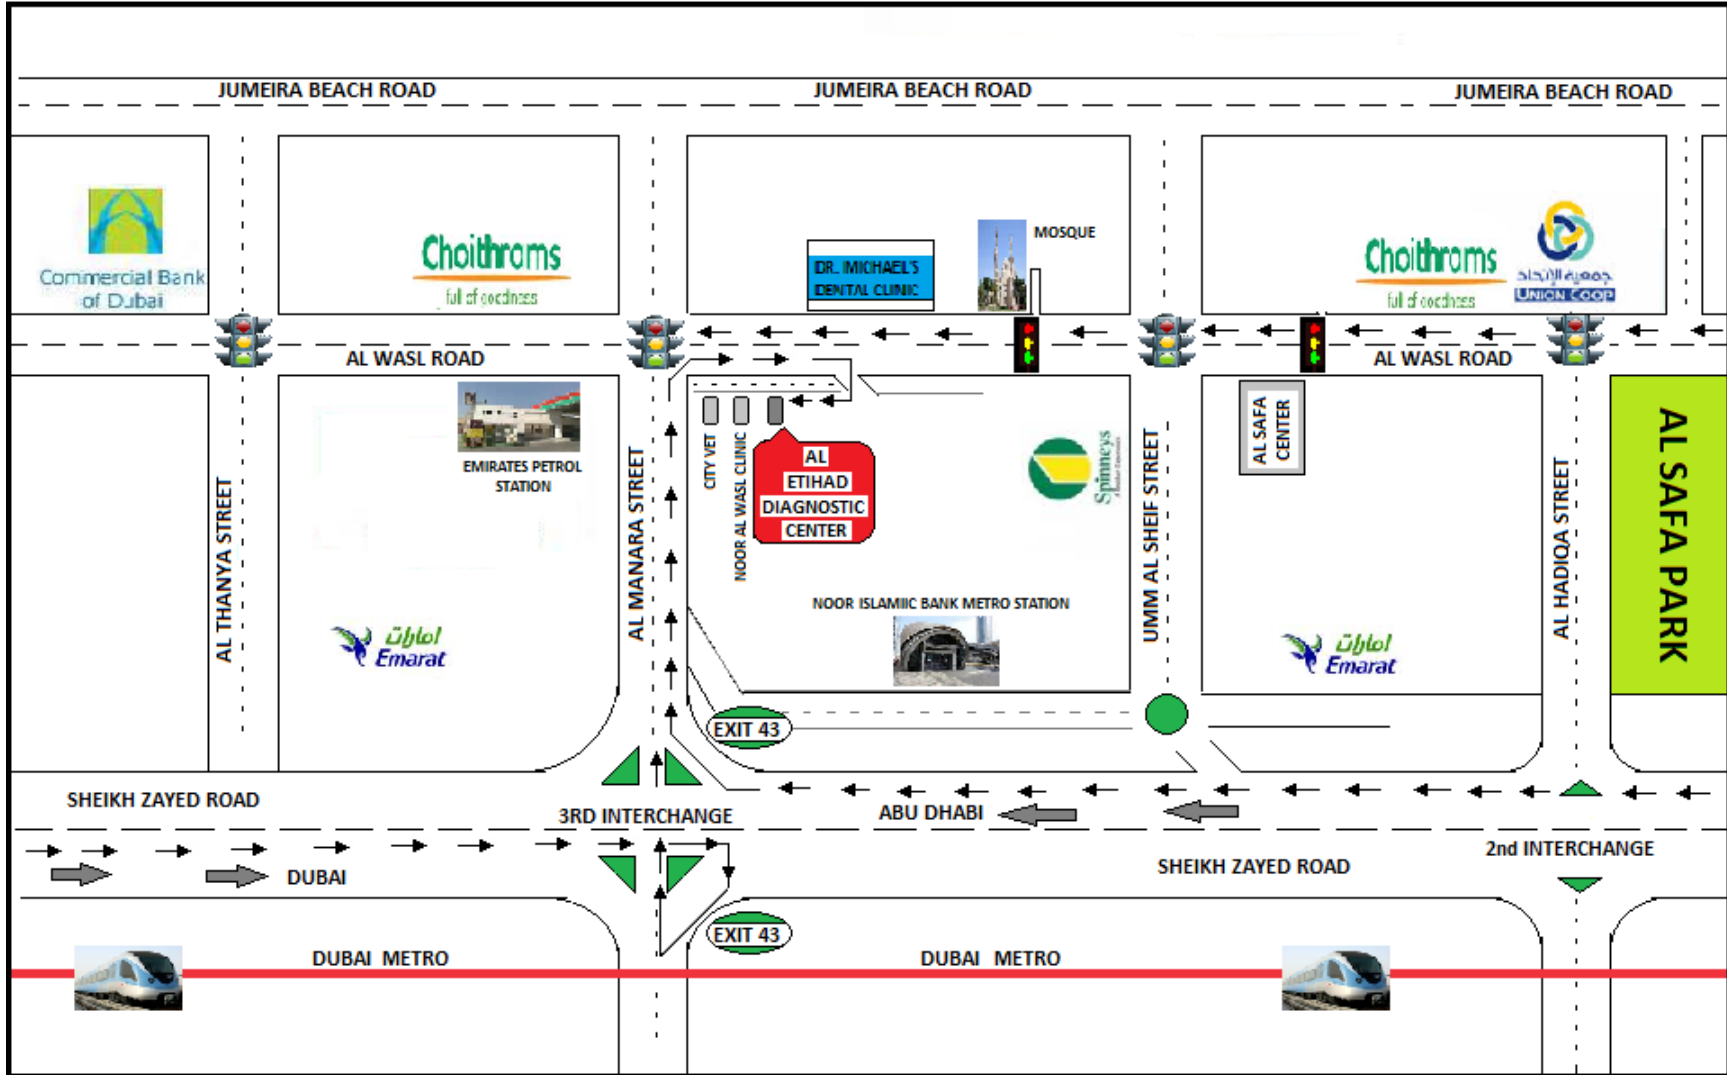 JUMEIRA BEACH ROAD
JUMEIRA BEACH ROAD
JUMEIRA BEACH ROAD
Commercial Bank
of Dubai
Choithrams
full of goodness
DR. MICHAEL'S
DENTAL CLINIC
MOSQUE
Choithrams
full of goodness
جمعية الإتحاد
UNION COOP
AL WASL ROAD
AL WASL ROAD
EMIRATES PETROL
STATION
CITY VET
NOOR AL WASL CLINIC
AL
ETIHAD
DIAGNOSTIC
CENTER
Spinneys
AL SAFA
CENTER
AL SAFA PARK
AL THANYA STREET
AL MANARA STREET
UMM AL SHEIF STREET
AL HADIQA STREET
امارات
Emarat
NOOR ISLAMIIC BANK METRO STATION
امارات
Emarat
EXIT 43
SHEIKH ZAYED ROAD
3RD INTERCHANGE
ABU DHABI
2nd INTERCHANGE
DUBAI
SHEIKH ZAYED ROAD
EXIT 43
DUBAI METRO
DUBAI METRO